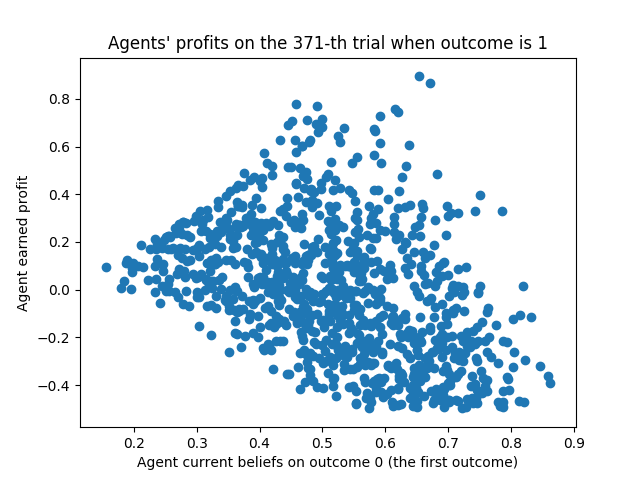 Agents' profits on the 371-th trial when outcome is 1
Agent earned profit
0.8
0.6
0.4
0.2
0.0
−0.2
−0.4
0.2 0.3 0.4 0.5 0.6 0.7 0.8 0.9
Agent current beliefs on outcome 0 (the first outcome)